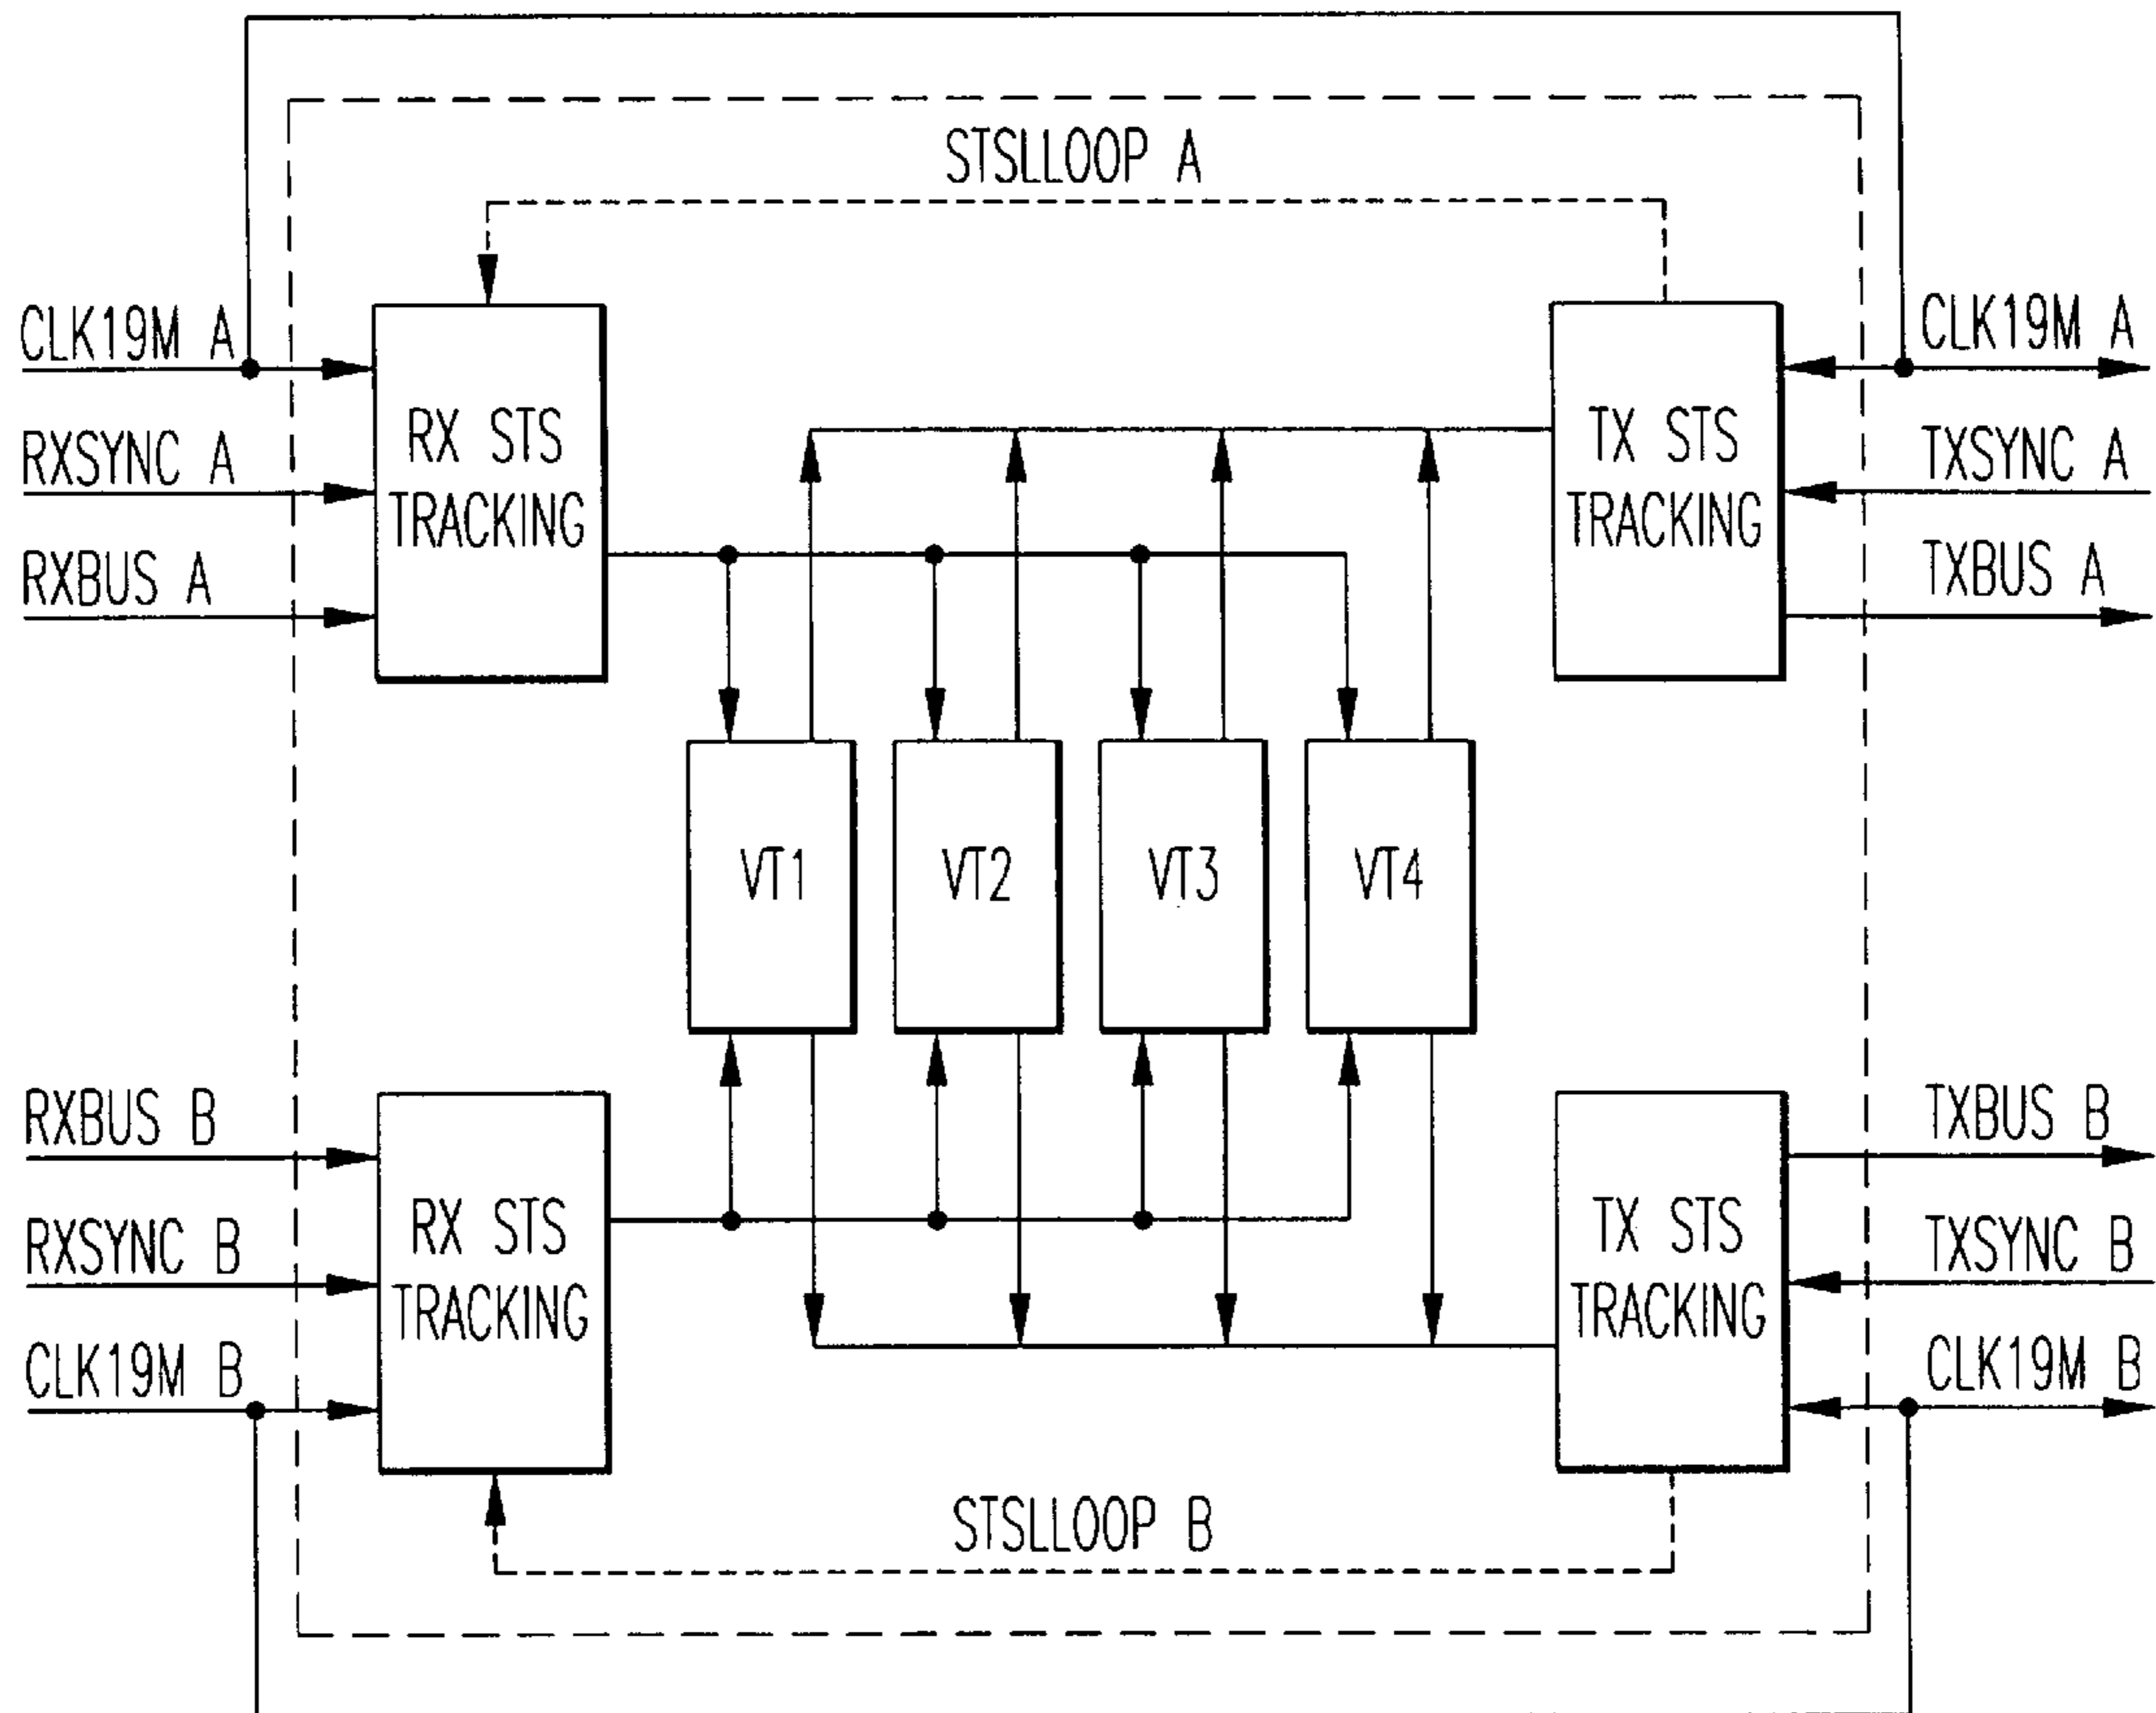 STSLLOOP A
CLK19M A
RXSYNC A
RXBUS A
RX STS
TRACKING
TX STS
TRACKING
CLK19M A
TXSYNC A
TXBUS A
VT1
VT2
VT3
VT4
RXBUS B
RXSYNC B
CLK19M B
RX STS
TRACKING
TX STS
TRACKING
TXBUS B
TXSYNC B
CLK19M B
STSLLOOP B